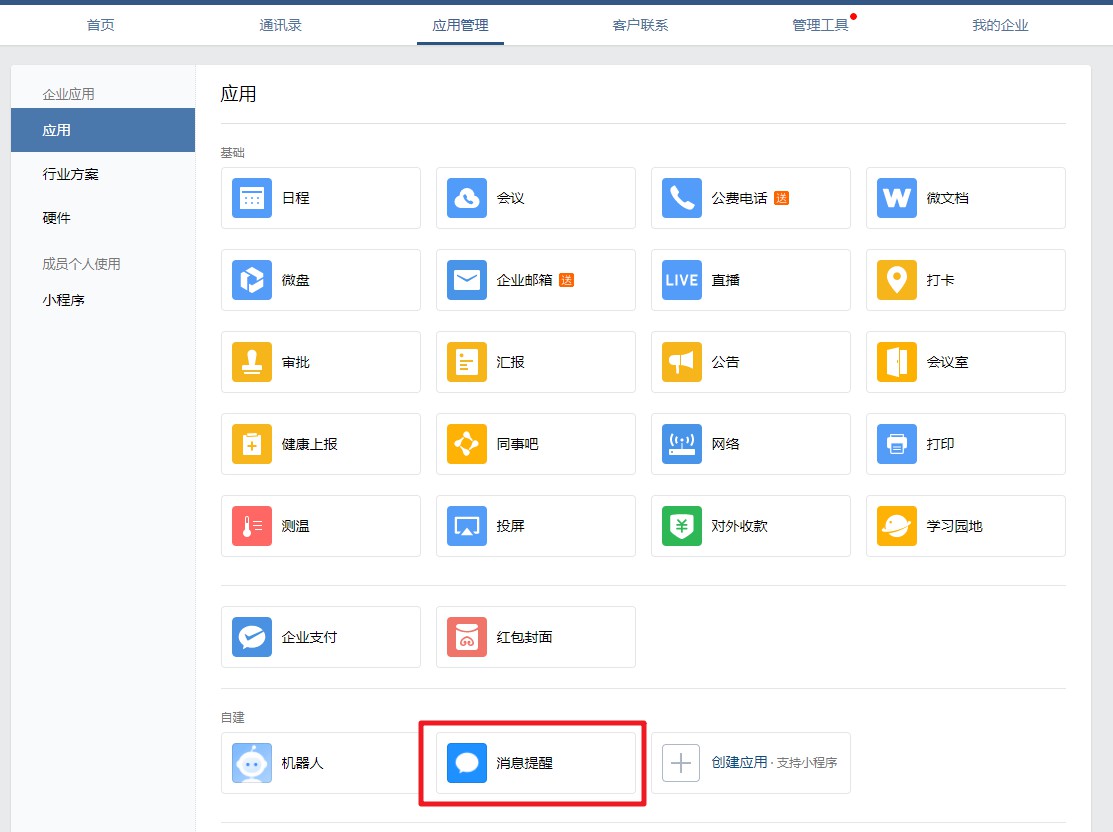 首页 通讯录 应用管理 客户联系 管理工具 我的企业
企业应用
应用
行业方案
硬件
成员个人使用
小程序
应用
基础
日程 会议 公费电话 送 微文档
微盘 企业邮箱 送 LIVE 直播 打卡
审批 汇报 公告 会议室
健康上报 同事吧 网络 打印
测温 投屏 对外收款 学习园地
企业支付 红包封面
自建
机器人 消息提醒 创建应用 · 支持小程序